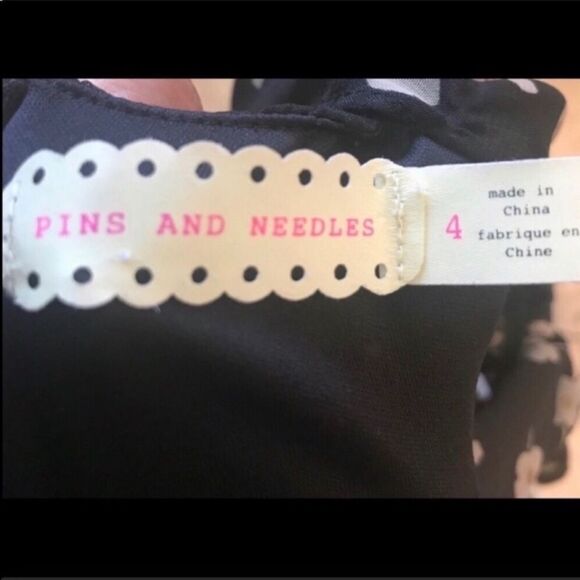 PINS AND NEEDLES
4
made in
China
fabrique en
Chine